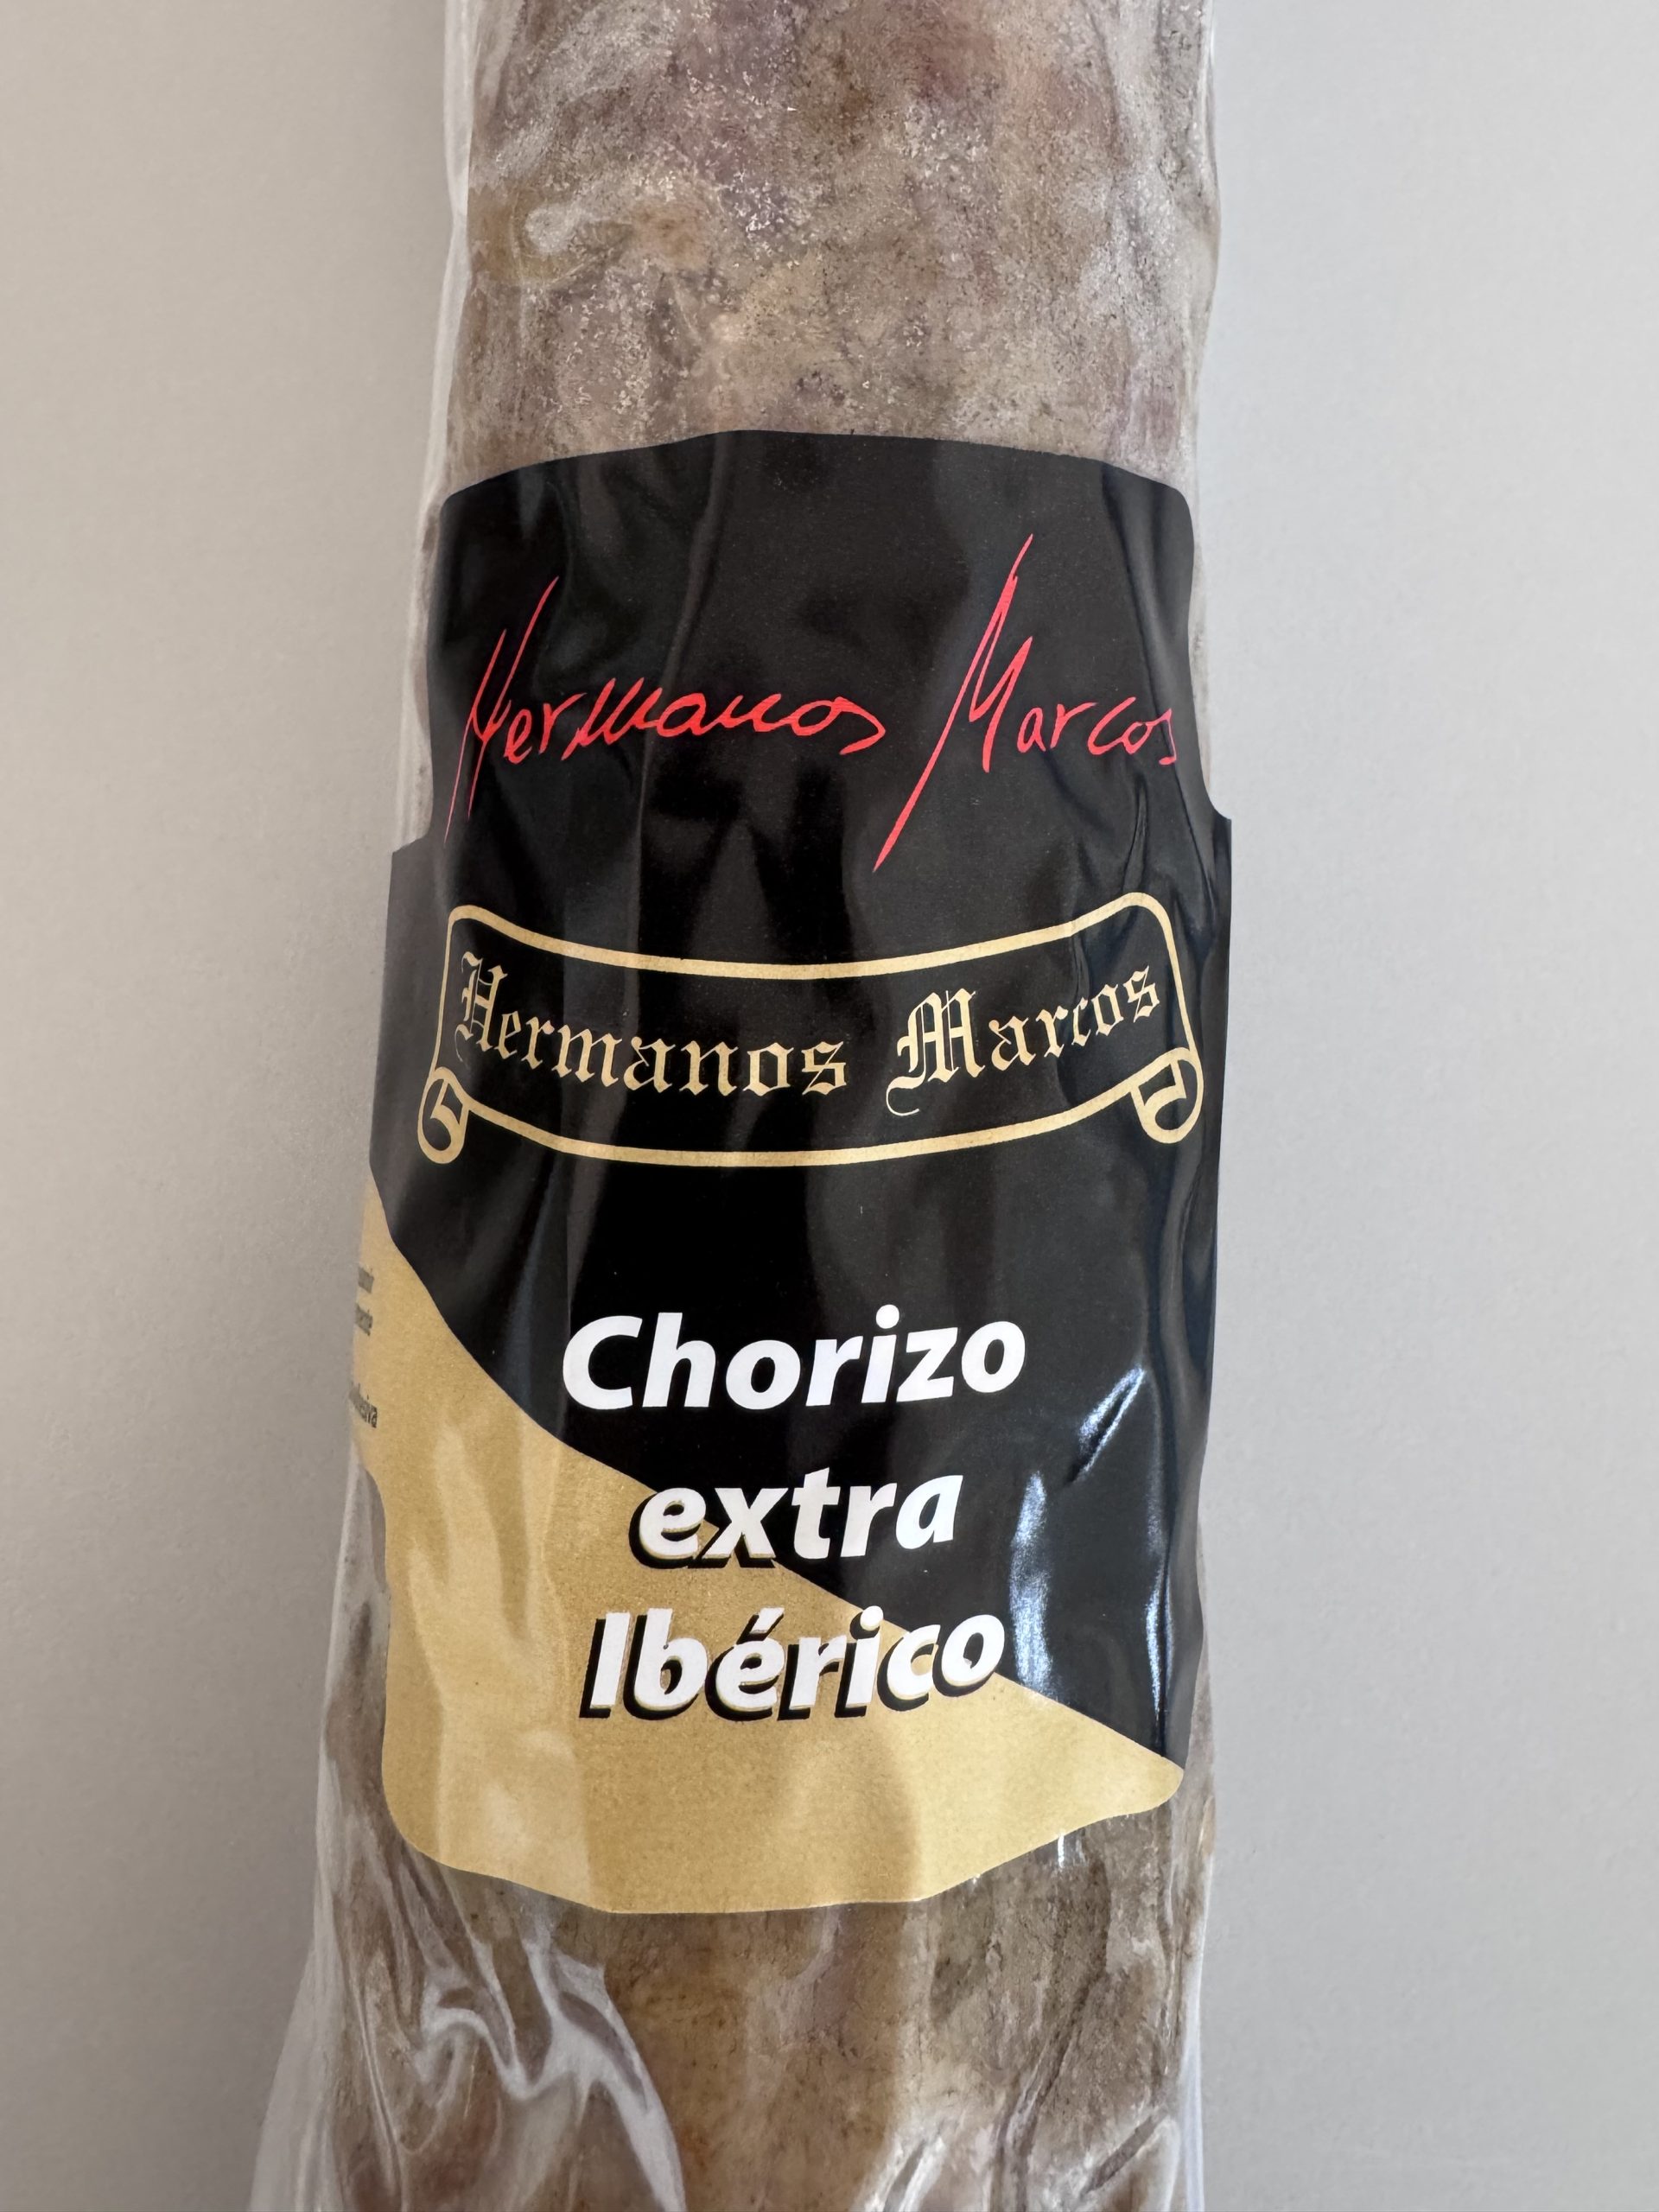 Hermanos Marcos
Hermanos Marcos
Chorizo
extra
Ibérico